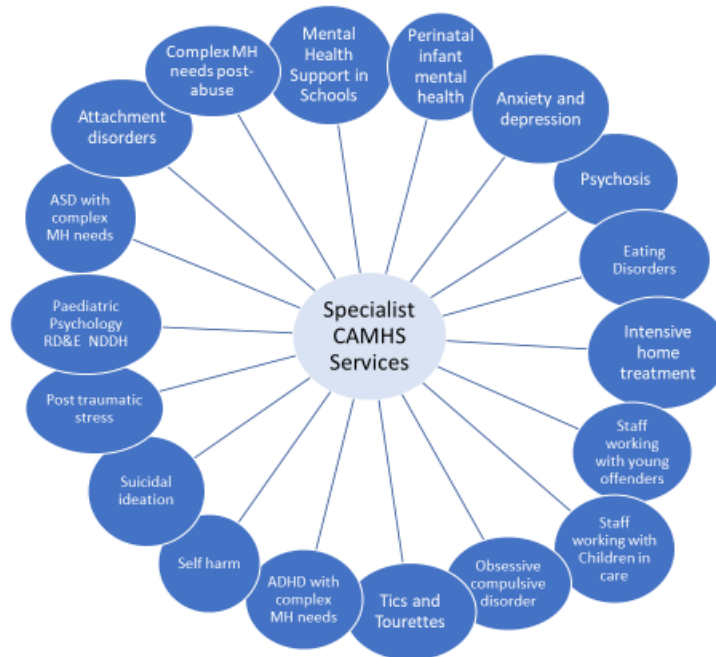 Specialist
CAMHS
Services
Mental
Health
Support in
Schools
Perinatal
infant
mental
health
Anxiety and
depression
Psychosis
Eating
Disorders
Intensive
home
treatment
Staff
working
with young
offenders
Staff
working with
Children in
care
Obsessive
compulsive
disorder
Tics and
Tourettes
ADHD with
complex
MH needs
Self harm
Suicidal
ideation
Post traumatic
stress
Paediatric
Psychology
RD&E NDDH
ASD with
complex
MH needs
Attachment
disorders
Complex MH
needs post-
abuse